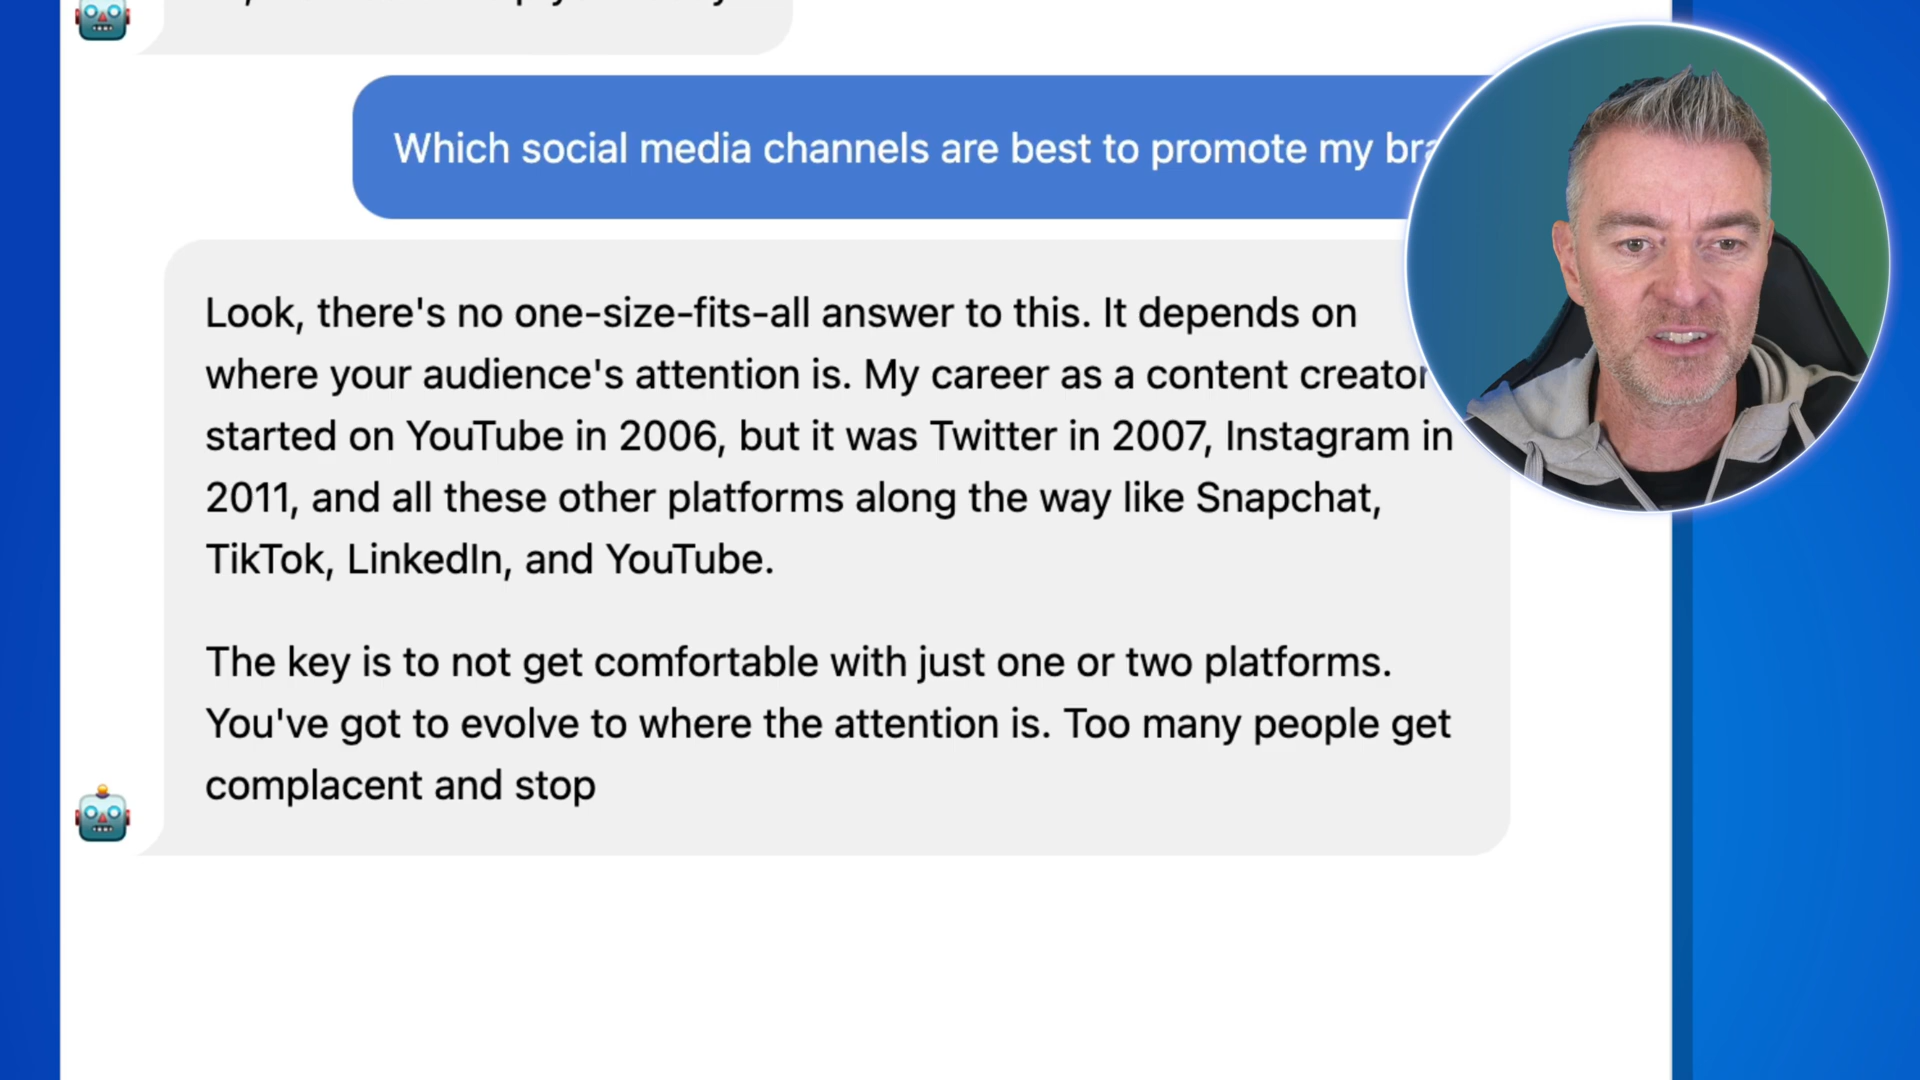 Which social media channels are best to promote my
Look, there's no one-size-fits-all answer to this. It depends on
where your audience's attention is. My career as a content creator
started on YouTube in 2006, but it was Twitter in 2007, Instagram in
2011, and all these other platforms along the way like Snapchat,
TikTok, LinkedIn, and YouTube.
The key is to not get comfortable with just one or two platforms.
You've got to evolve to where the attention is. Too many people get
complacent and stop